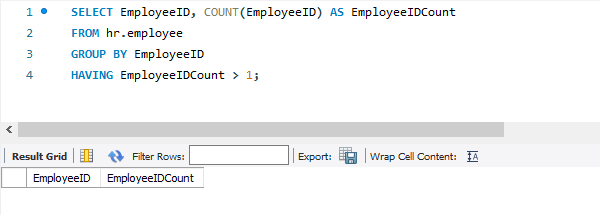 1 SELECT EmployeeID, COUNT(EmployeeID) AS EmployeeIDCount
2 FROM hr.employee
3 GROUP BY EmployeeID
4 HAVING EmployeeIDCount > 1;
Result Grid Filter Rows: Export: Wrap Cell Content:
EmployeeID EmployeeIDCount